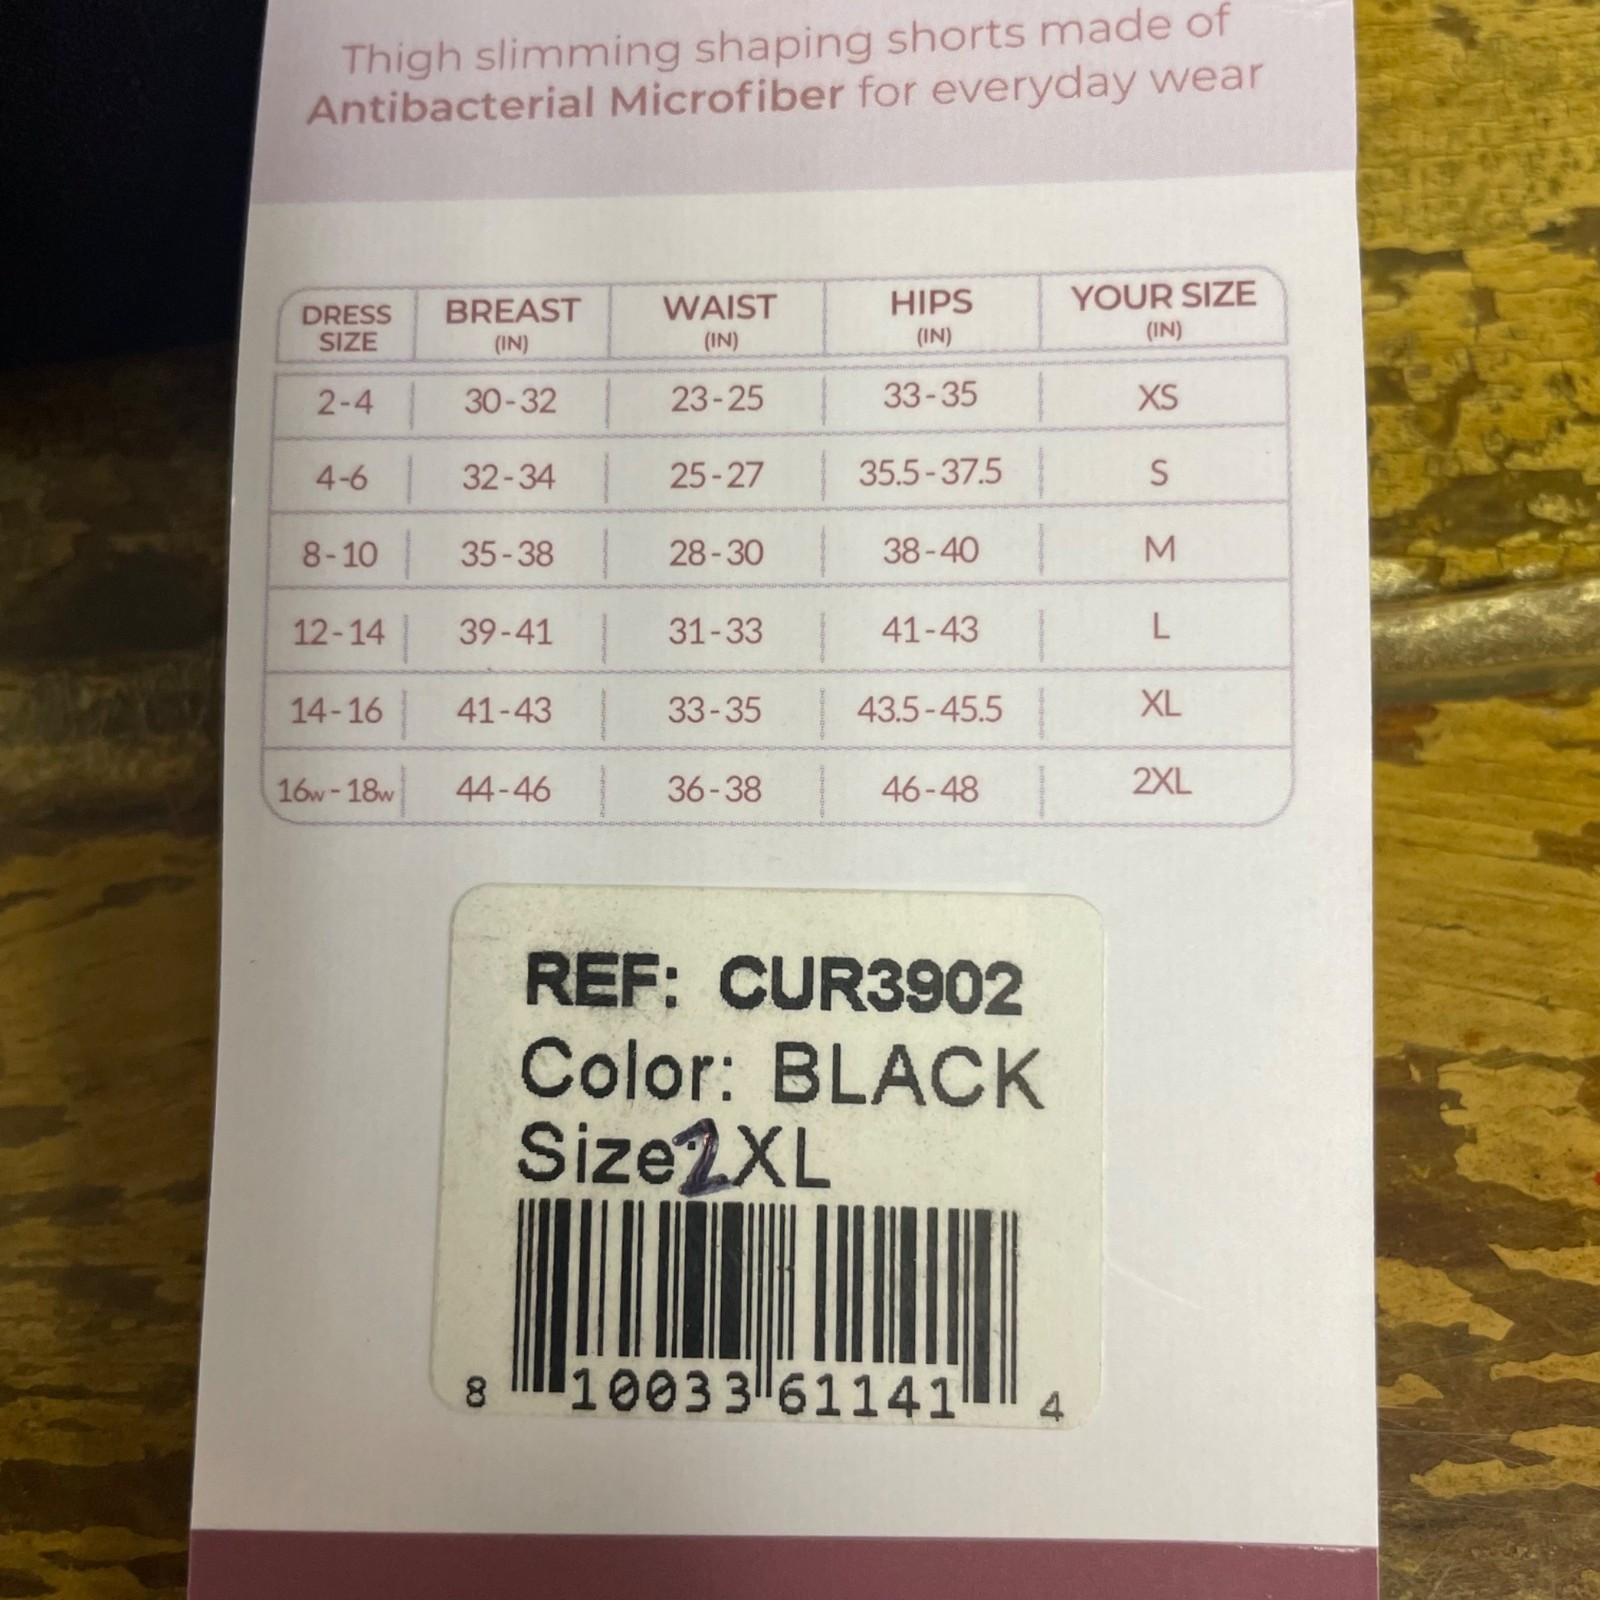 Thigh slimming shaping shorts made of
Antibacterial Microfiber for everyday wear
DRESS SIZE BREAST (IN) WAIST (IN) HIPS (IN) YOUR SIZE (IN)
2-4 30-32 23-25 33-35 XS
4-6 32-34 25-27 35.5-37.5 S
8-10 35-38 28-30 38-40 M
12-14 39-41 31-33 41-43 L
14-16 41-43 33-35 43.5-45.5 XL
16w-18w 44-46 36-38 46-48 2XL
REF: CUR3902
Color: BLACK
Size:2XL
8 10033 61141 4